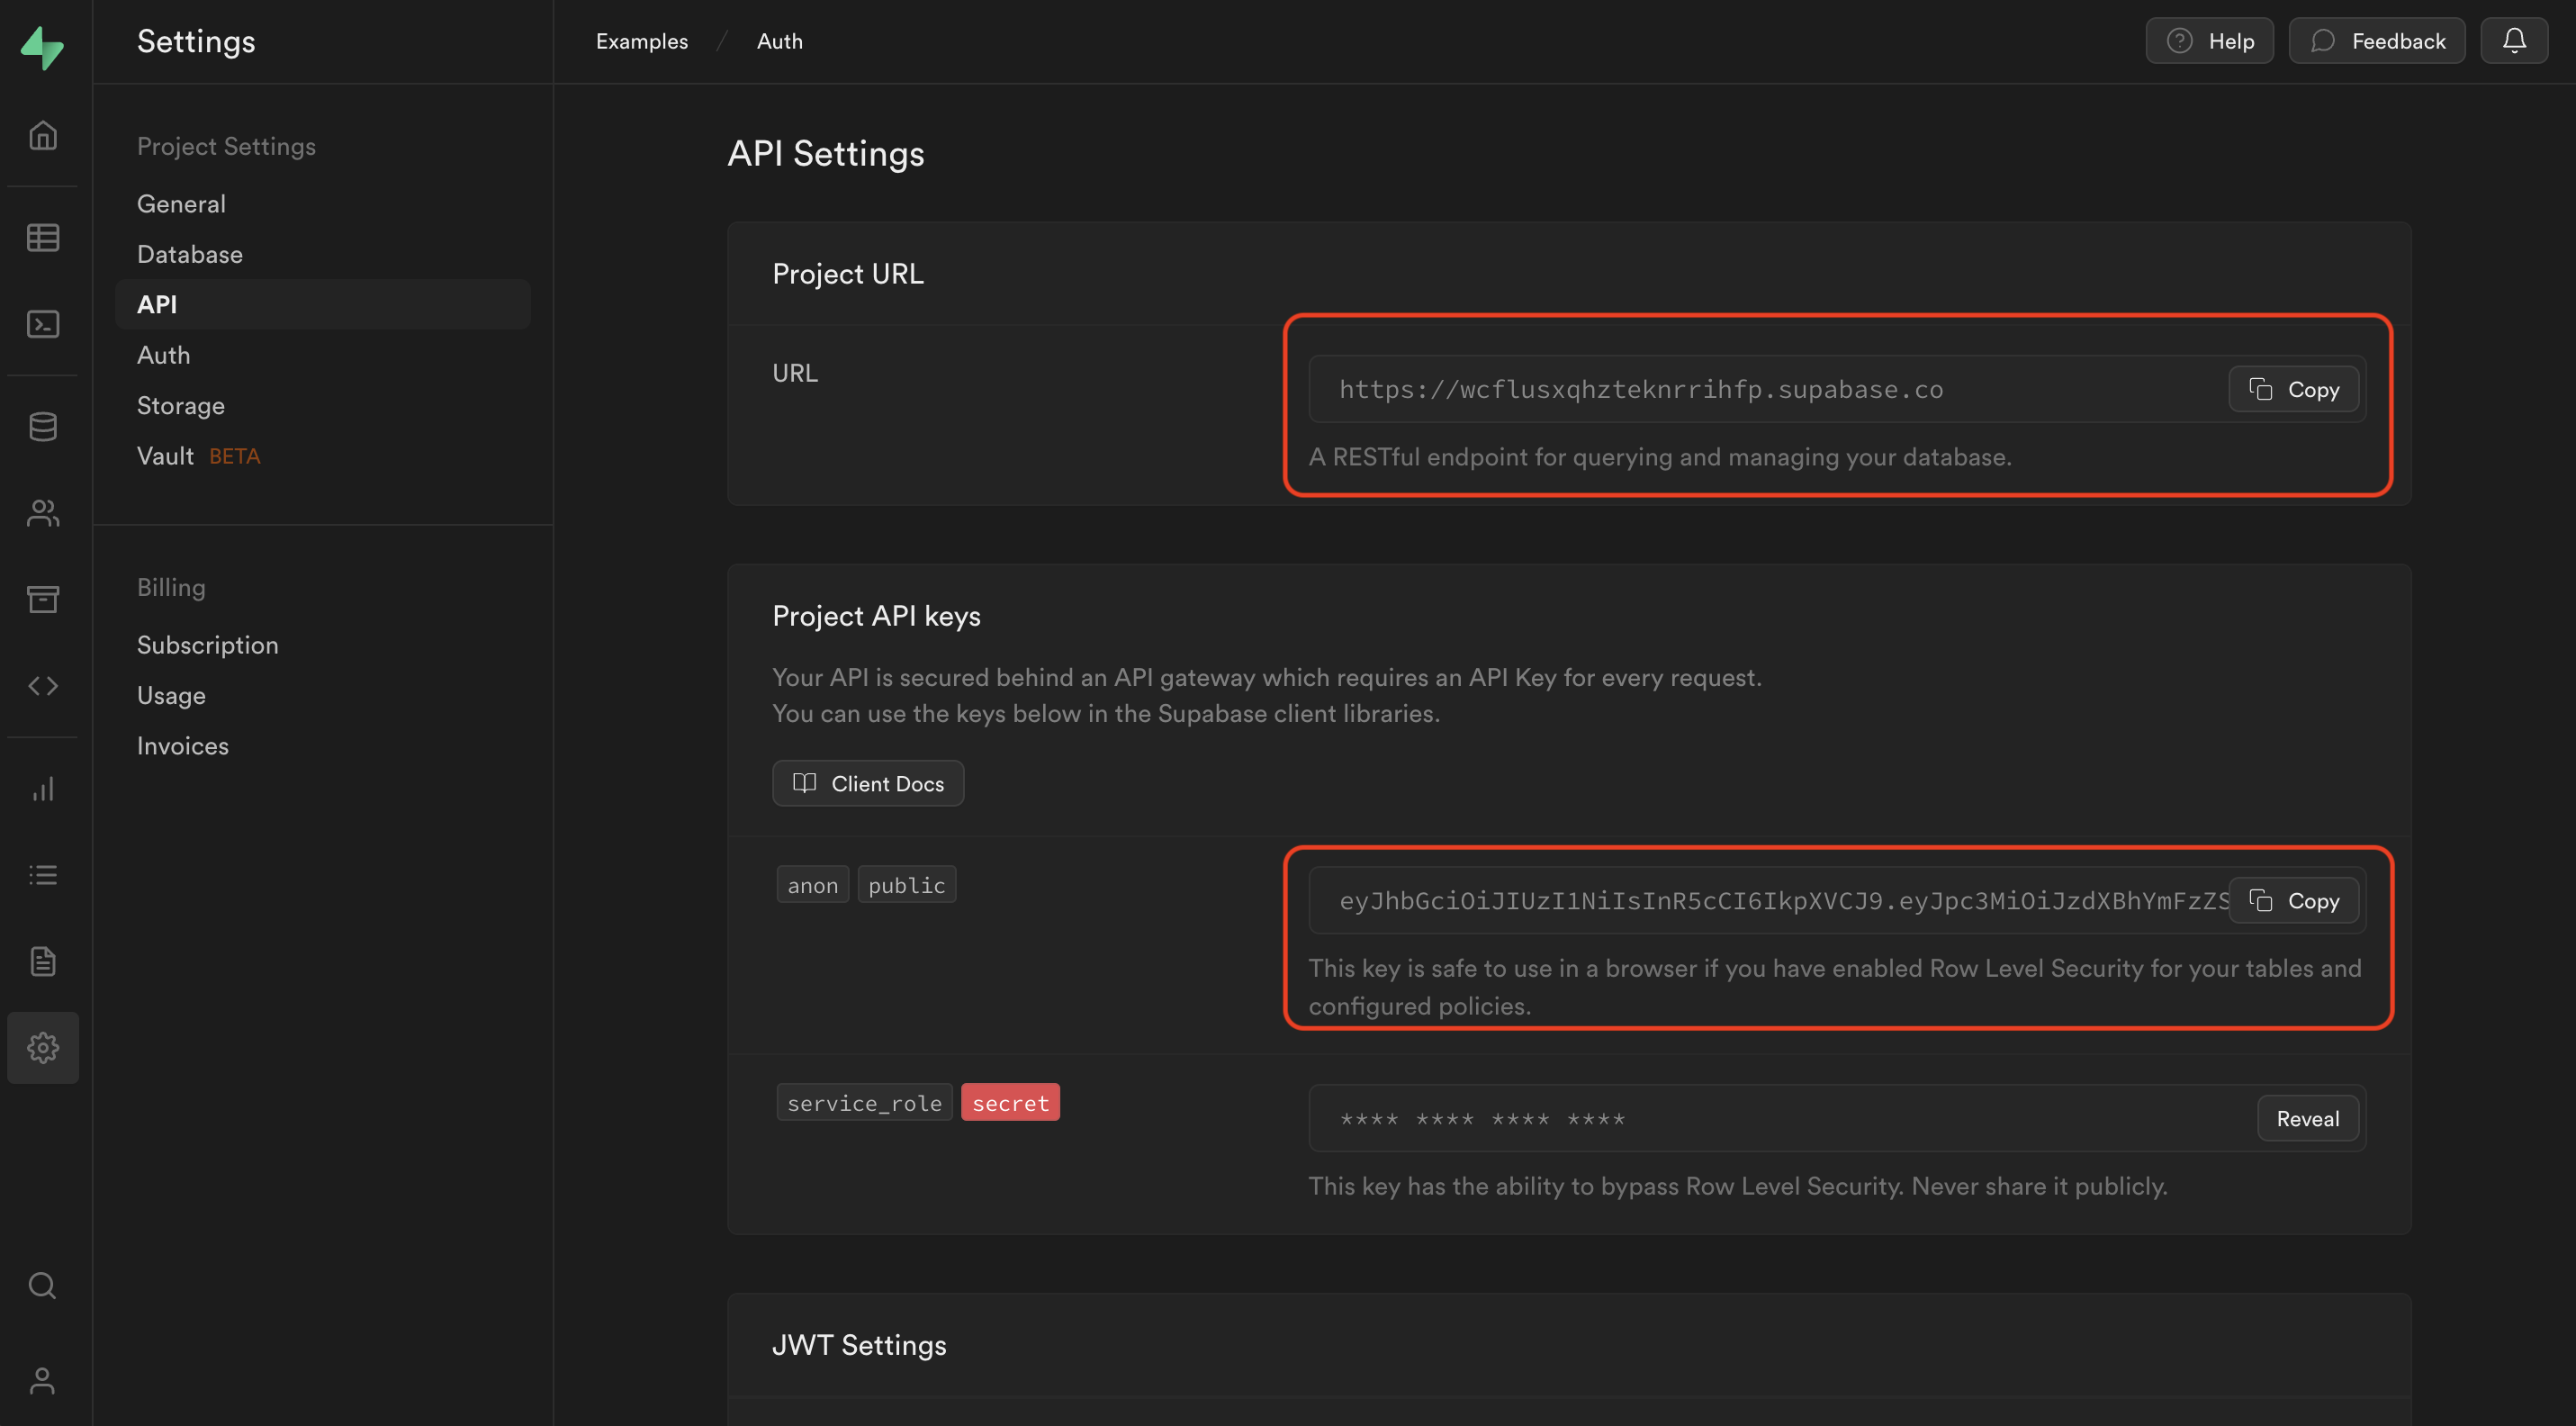 Settings
Examples / Auth
Help
Feedback
Project Settings
General
Database
API
Auth
Storage
Vault BETA
Billing
Subscription
Usage
Invoices
API Settings
Project URL
URL
https://wcflusxqhzteknrrihfp.supabase.co
Copy
A RESTful endpoint for querying and managing your database.
Project API keys
Your API is secured behind an API gateway which requires an API Key for every request.
You can use the keys below in the Supabase client libraries.
Client Docs
anon public
eyJhbGciOiJIUzI1NiIsInR5cCI6IkpXVCJ9.eyJpc3MiOiJzdXBhYmFzZS
Copy
This key is safe to use in a browser if you have enabled Row Level Security for your tables and
configured policies.
service_role secret
**** **** **** ****
Reveal
This key has the ability to bypass Row Level Security. Never share it publicly.
JWT Settings